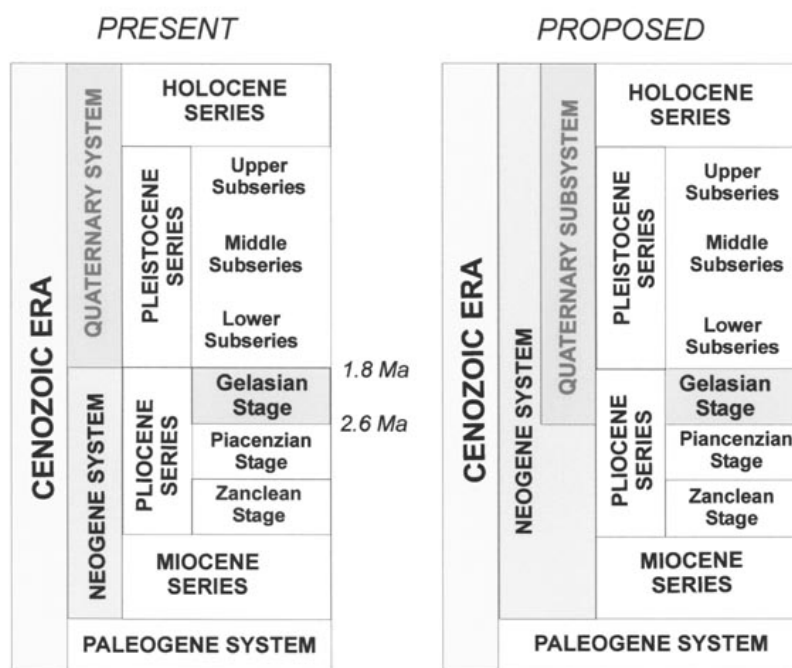 PRESENT
CENOZOIC ERA
QUATERNARY SYSTEM
NEOGENE SYSTEM
HOLOCENE
SERIES
PLEISTOCENE
SERIES
Upper
Subseries
Middle
Subseries
Lower
Subseries
PLIOCENE
SERIES
Gelasian
Stage
Piacenzian
Stage
Zanclean
Stage
MIOCENE
SERIES
PALEOGENE SYSTEM
1.8 Ma
2.6 Ma
PROPOSED
CENOZOIC ERA
NEOGENE SYSTEM
QUATERNARY SUBSYSTEM
HOLOCENE
SERIES
PLEISTOCENE
SERIES
Upper
Subseries
Middle
Subseries
Lower
Subseries
PLIOCENE
SERIES
Gelasian
Stage
Piancenzian
Stage
Zanclean
Stage
MIOCENE
SERIES
PALEOGENE SYSTEM